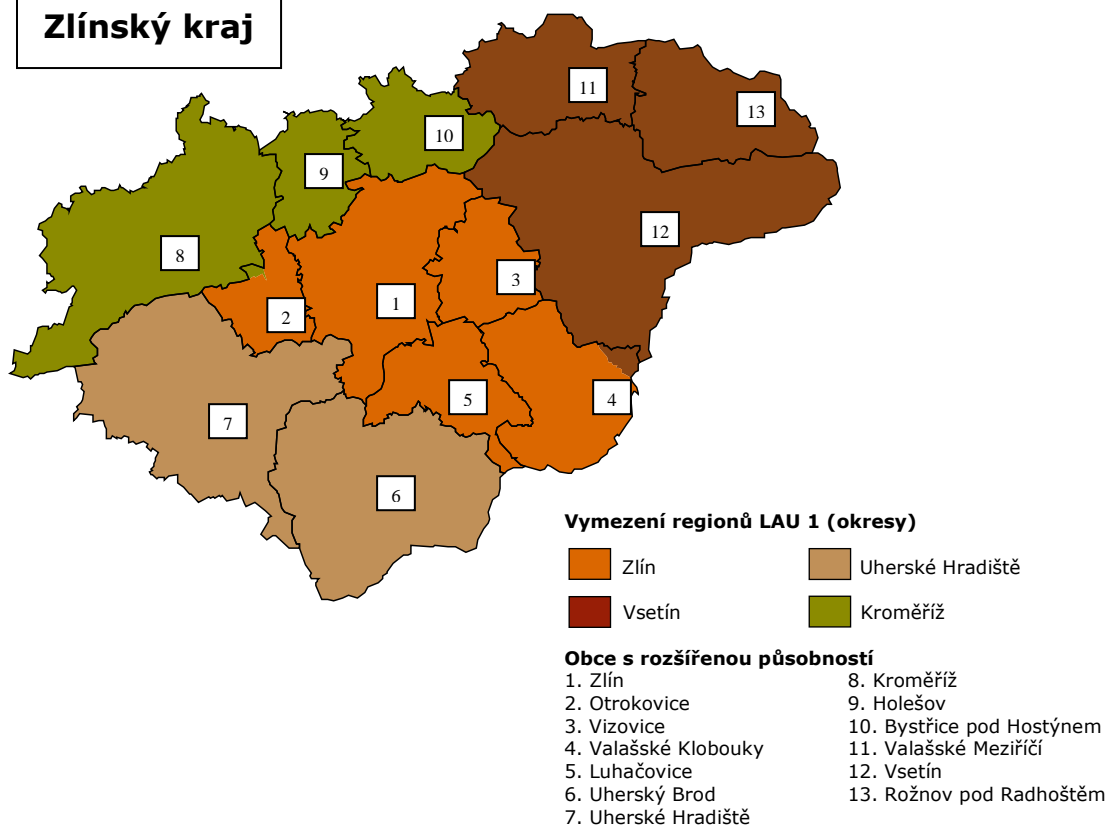 Zlínský kraj
11
13
10
9
12
8
3
1
2
5
4
7
6
Vymezení regionů LAU 1 (okresy)
Zlín
Uherské Hradiště
Vsetín
Kroměříž
Obce s rozšířenou působností
1. Zlín
2. Otrokovice
3. Vizovice
4. Valašské Klobouky
5. Luhačovice
6. Uherský Brod
7. Uherské Hradiště
8. Kroměříž
9. Holešov
10. Bystřice pod Hostýnem
11. Valašské Meziříčí
12. Vsetín
13. Rožnov pod Radhoštěm